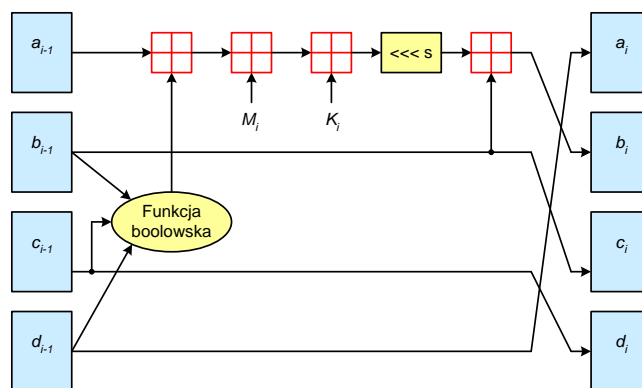 a_{i-1}
<<< s
a_i
M_i
K_i
b_{i-1}
b_i
Funkcja
boolowska
c_{i-1}
c_i
d_{i-1}
d_i